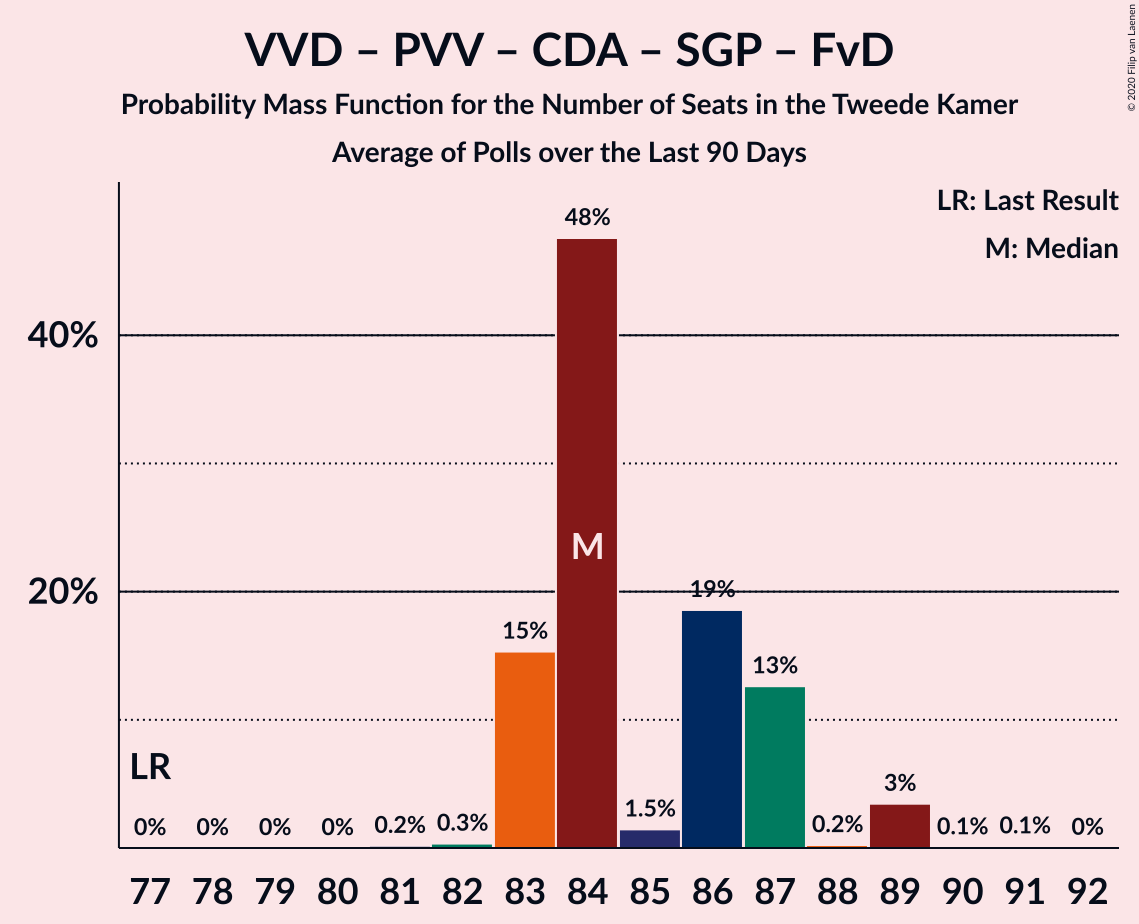 VVD – PVV – CDA – SGP – FvD
Probability Mass Function for the Number of Seats in the Tweede Kamer
Average of Polls over the Last 90 Days
© 2020 Filip van Laenen
LR: Last Result
M: Median
40%
20%
48%
M
19%
15%
13%
LR
3%
1.5%
0% 0% 0% 0% 0.2% 0.3% 0.2% 0.1% 0.1% 0%
77 78 79 80 81 82 83 84 85 86 87 88 89 90 91 92